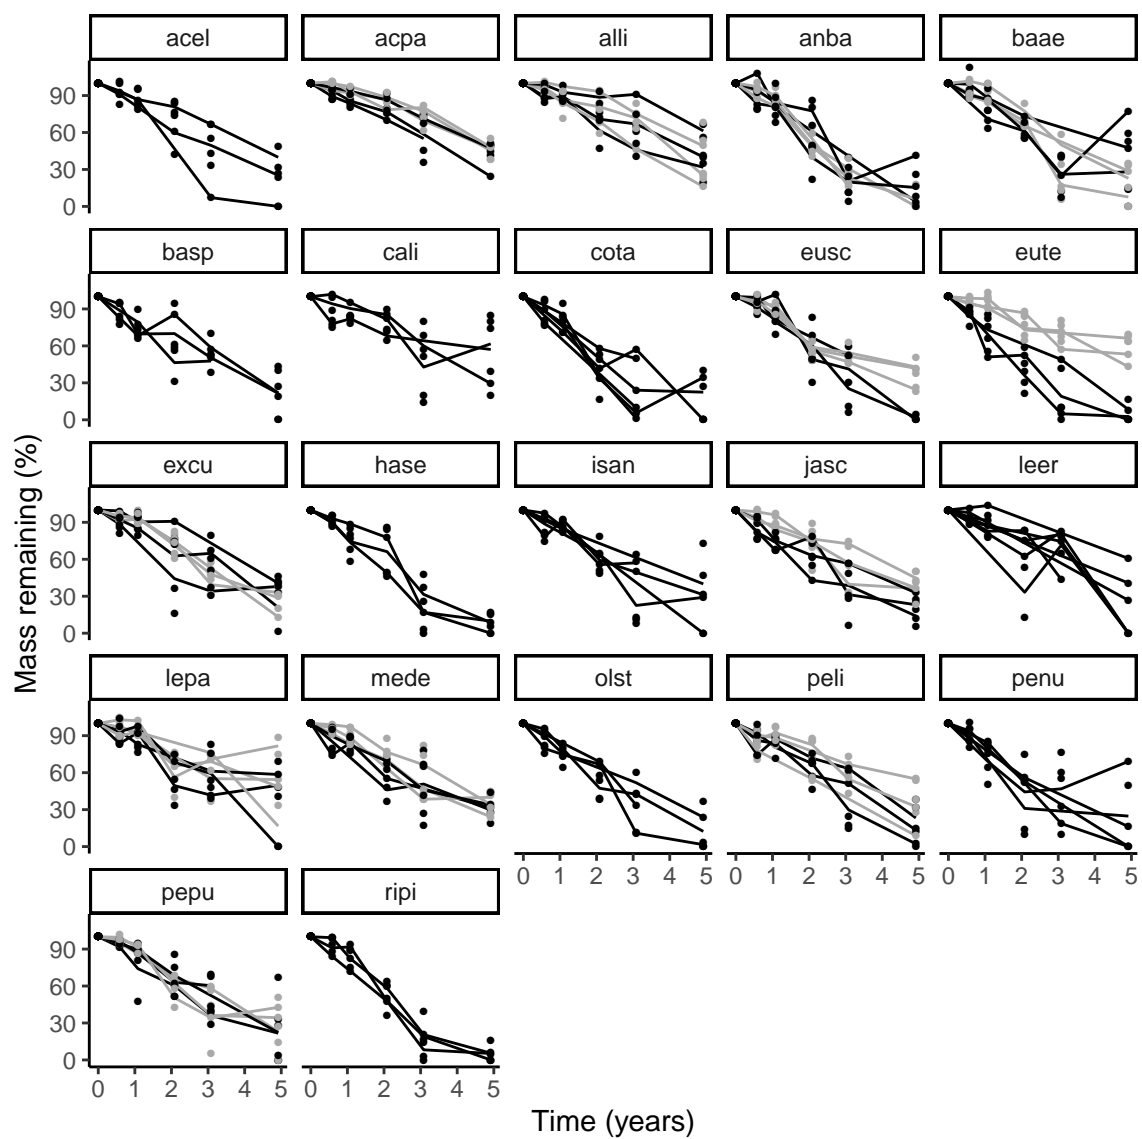 acel acpa alli anba baae
90
60
30
0
basp cali cota eusc eute
90
60
30
0
Mass remaining (%)
excu hase isan jasc leer
90
60
30
0
lepa mede olst peli penu
90
60
30
0
0 1 2 3 4 5 0 1 2 3 4 5 0 1 2 3 4 5
pepu ripi
90
60
30
0
0 1 2 3 4 5 0 1 2 3 4 5
Time (years)